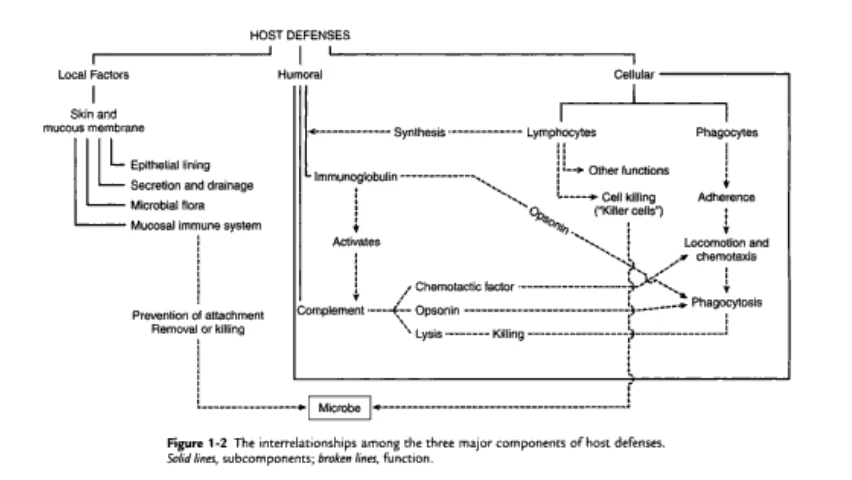 HOST DEFENSES
Local Factors
Humoral
Cellular
Skin and
mucous membrane
Synthesis
Lymphocytes
Phagocytes
Epithelial lining
Secretion and drainage
Microbial flora
Mucosal immune system
Immunoglobulin
Other functions
Cell killing
("Killer cells")
Adherence
Opsonin
Activates
Locomotion and
chemotaxis
Chemotactic factor
Complement
Opsonin
Phagocytosis
Lysis
Killing
Prevention of attachment
Removal or killing
Microbe
Figure 1-2 The interrelationships among the three major components of host defenses.
Solid lines, subcomponents; broken lines, function.